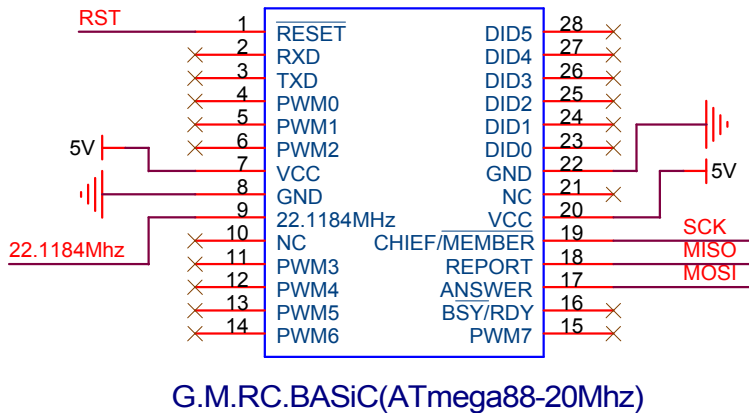 RST 1 RESET DID5 28
2 RXD DID4 27
3 TXD DID3 26
4 PWM0 DID2 25
5 PWM1 DID1 24
5V 6 PWM2 DID0 23
7 VCC GND 22
8 GND NC 21 5V
9 22.1184MHz VCC 20
22.1184Mhz 10 NC CHIEF/MEMBER 19 SCK
11 PWM3 REPORT 18 MISO
12 PWM4 ANSWER 17 MOSI
13 PWM5 BSY/RDY 16
14 PWM6 PWM7 15
G.M.RC.BASiC(ATmega88-20Mhz)